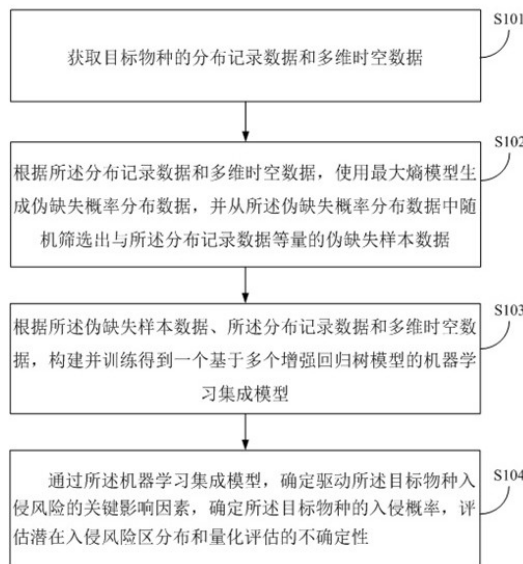 S101
获取目标物种的分布记录数据和多维时空数据
S102
根据所述分布记录数据和多维时空数据，使用最大熵模型生
成伪缺失概率分布数据，并从所述伪缺失概率分布数据中随
机筛选出与所述分布记录数据等量的伪缺失样本数据
S103
根据所述伪缺失样本数据、所述分布记录数据和多维时空数
据，构建并训练得到一个基于多个增强回归树模型的机器学
习集成模型
S104
通过所述机器学习集成模型，确定驱动所述目标物种入
侵风险的关键影响因素，确定所述目标物种的入侵概率，评
估潜在入侵风险区分布和量化评估的不确定性